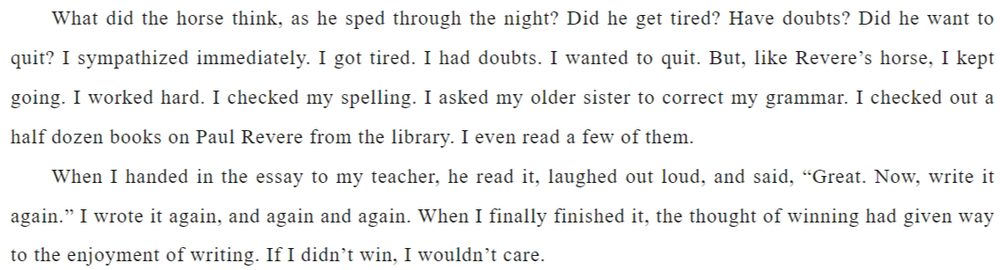 What did the horse think, as he sped through the night? Did he get tired? Have doubts? Did he want to
quit? I sympathized immediately. I got tired. I had doubts. I wanted to quit. But, like Revere’s horse, I kept
going. I worked hard. I checked my spelling. I asked my older sister to correct my grammar. I checked out a
half dozen books on Paul Revere from the library. I even read a few of them.
When I handed in the essay to my teacher, he read it, laughed out loud, and said, “Great. Now, write it
again.” I wrote it again, and again and again. When I finally finished it, the thought of winning had given way
to the enjoyment of writing. If I didn’t win, I wouldn’t care.